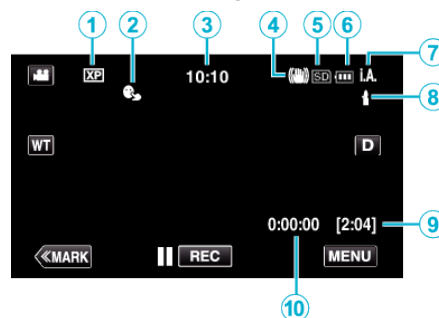 1 2 3 4 5 6 7
XP 10:10 SD i.A.
8
WT D
0:00:00 [2:04] 9
≪MARK REC MENU
10